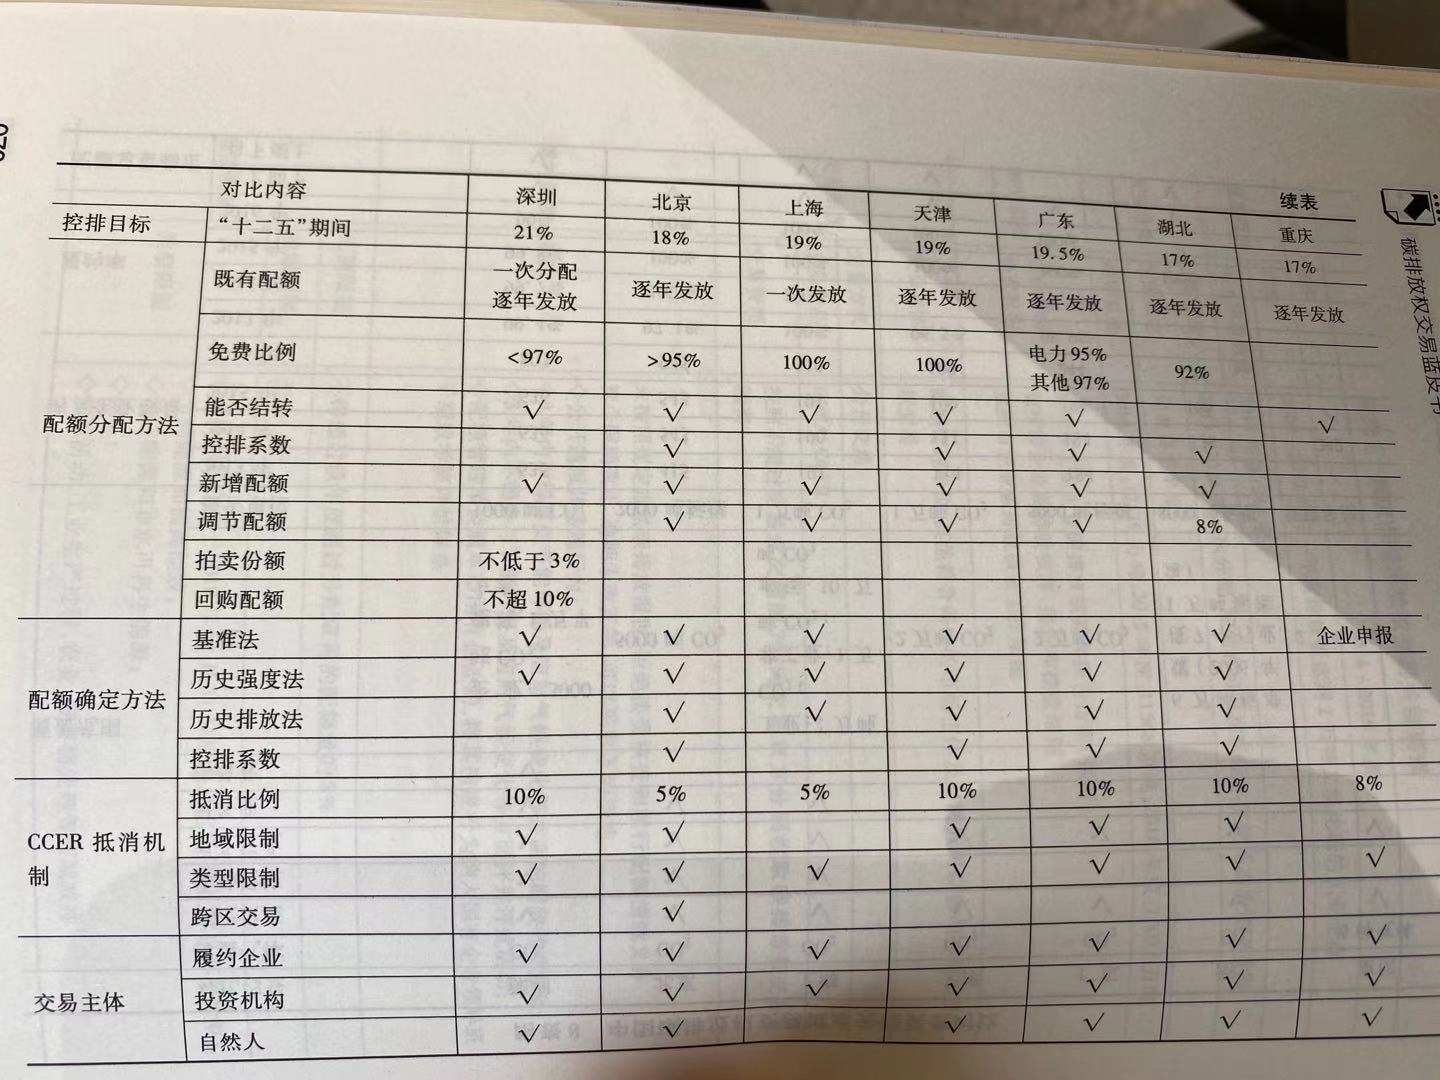 020
续表
碳排放权交易蓝皮书
对比内容 深圳 北京 上海 天津 广东 湖北 重庆
控排目标 “十二五”期间 21% 18% 19% 19% 19.5% 17% 17%
配额分配方法 既有配额 一次分配 逐年发放 逐年发放 一次发放 逐年发放 逐年发放 逐年发放 逐年发放
免费比例 <97% >95% 100% 100% 电力95% 其他97% 92%
能否结转 √ √ √ √ √ √
控排系数 √ √ √ √
新增配额 √ √ √ √ √ √
调节配额 √ √ √ √ 8%
拍卖份额 不低于3%
回购配额 不超10%
配额确定方法 基准法 √ √ √ √ √ √ 企业申报
历史强度法 √ √ √ √ √ √
历史排放法 √ √ √ √ √
控排系数 √ √ √ √
CCER 抵消机制 抵消比例 10% 5% 5% 10% 10% 10% 8%
地域限制 √ √ √ √ √
类型限制 √ √ √ √ √ √ √
跨区交易 √
交易主体 履约企业 √ √ √ √ √ √ √
投资机构 √ √ √ √ √ √ √
自然人 √ √ √ √ √ √